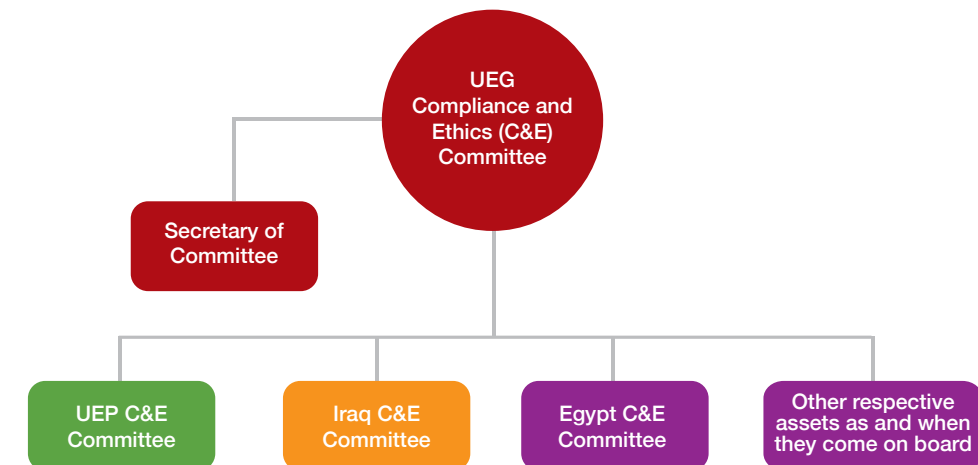 UEG
Compliance and
Ethics (C&E)
Committee
Secretary of
Committee
UEP C&E
Committee
Iraq C&E
Committee
Egypt C&E
Committee
Other respective
assets as and when
they come on board